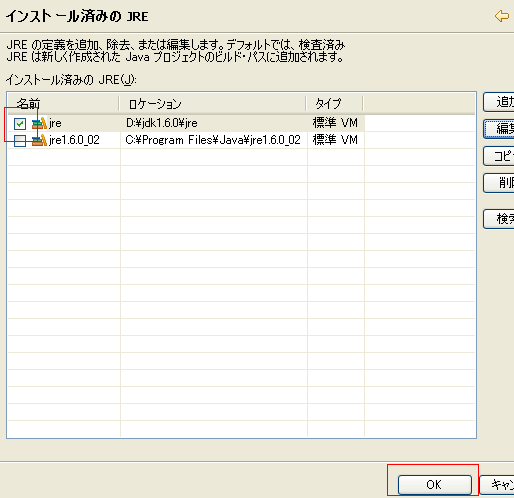 インストール済みの JRE
JRE の定義を追加、除去、または編集します。デフォルトでは、検査済み
JRE は新しく作成された Java プロジェクトのビルド・パスに追加されます。
インストール済みの JRE(J):
名前 ロケーション タイプ
jre D:¥jdk1.6.0¥jre 標準 VM
jre1.6.0_02 C:¥Program Files¥Java¥jre1.6.0_02 標準 VM
追加
編集
コピ
削除
検索
OK キャン